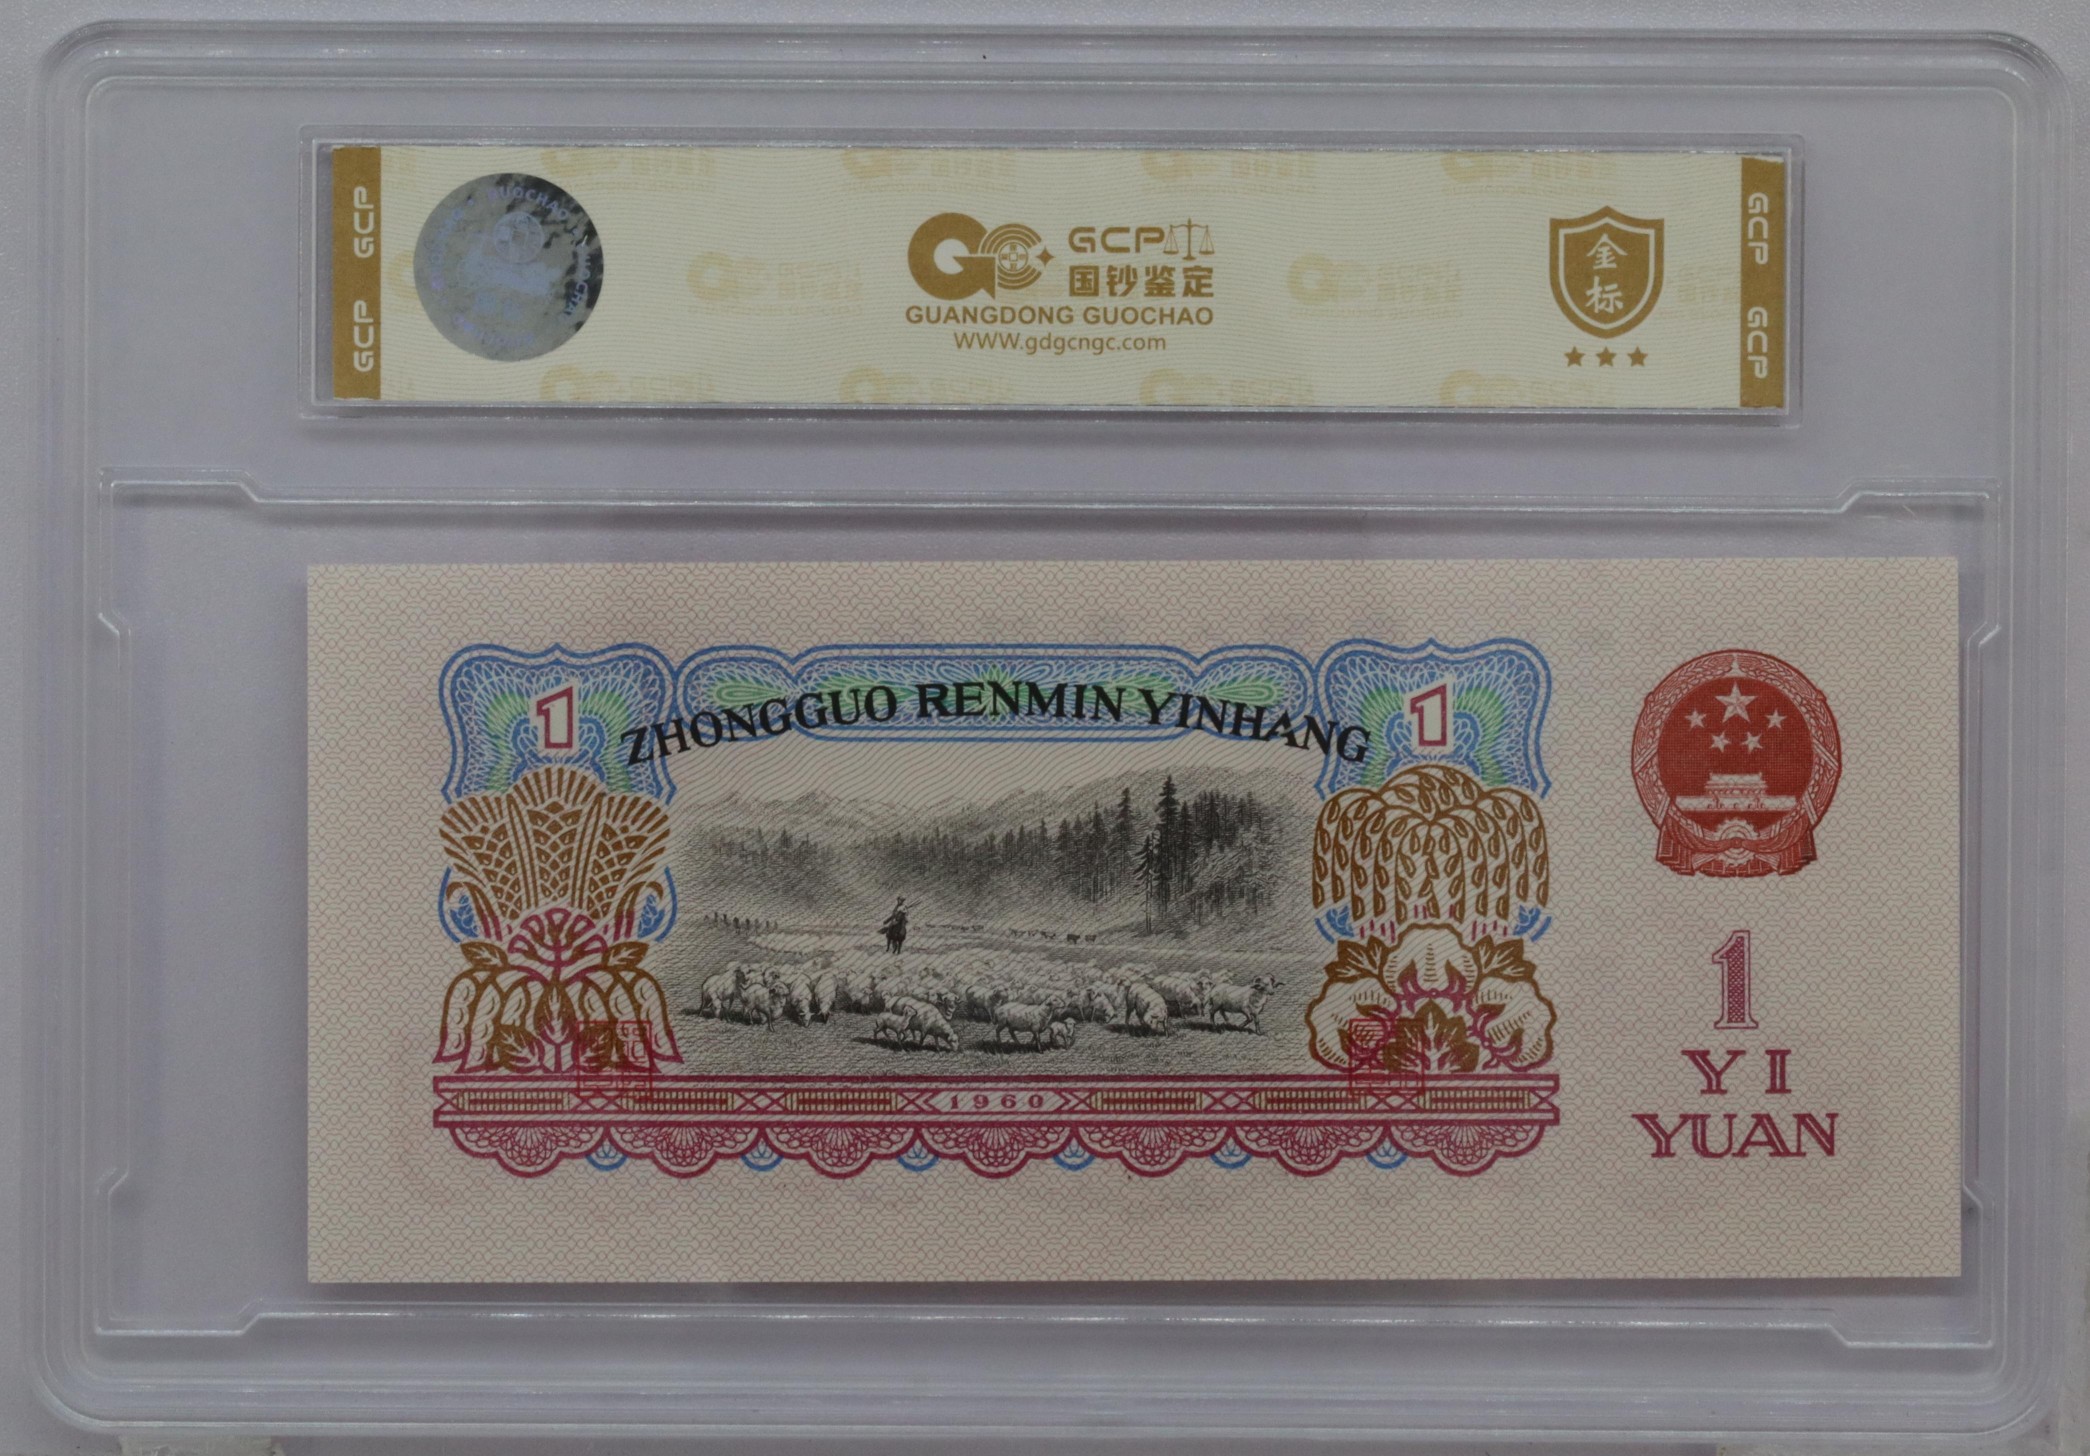 GCP
GCP
GUOCHAO
GCP
国钞鉴定
GUANGDONG GUOCHAO
WWW.gdgcngc.com
金
标
GCP
GCP
1
ZHONGGUO RENMIN YINHANG
1
1960
1
YI
YUAN